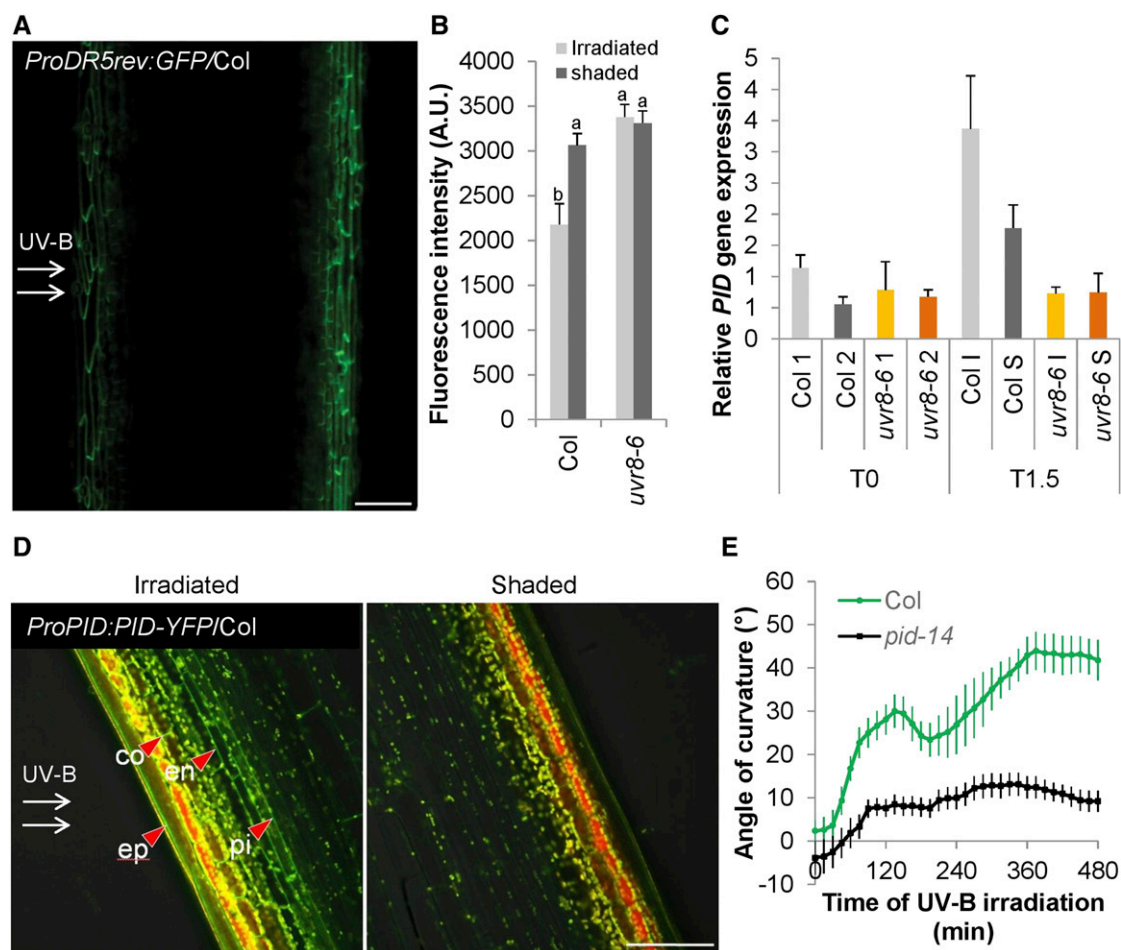 A
ProDR5rev:GFP/Col
UV-B
B
Fluorescence intensity (A.U.)
4000
3500
3000
2500
2000
1500
1000
500
0
Irradiated
shaded
b
a
a
a
Col
uvr8-6
C
Relative PID gene expression
5
4
4
3
3
2
2
1
1
0
Col 1
Col 2
uvr8-6 1
uvr8-6 2
Col I
Col S
uvr8-6 I
uvr8-6 S
T0
T1.5
D
Irradiated
Shaded
ProPID:PID-YFP/Col
UV-B
co
en
ep
pi
E
Angle of curvature (°)
60
50
40
30
20
10
0
-10
Col
pid-14
0
120
240
360
480
Time of UV-B irradiation
(min)